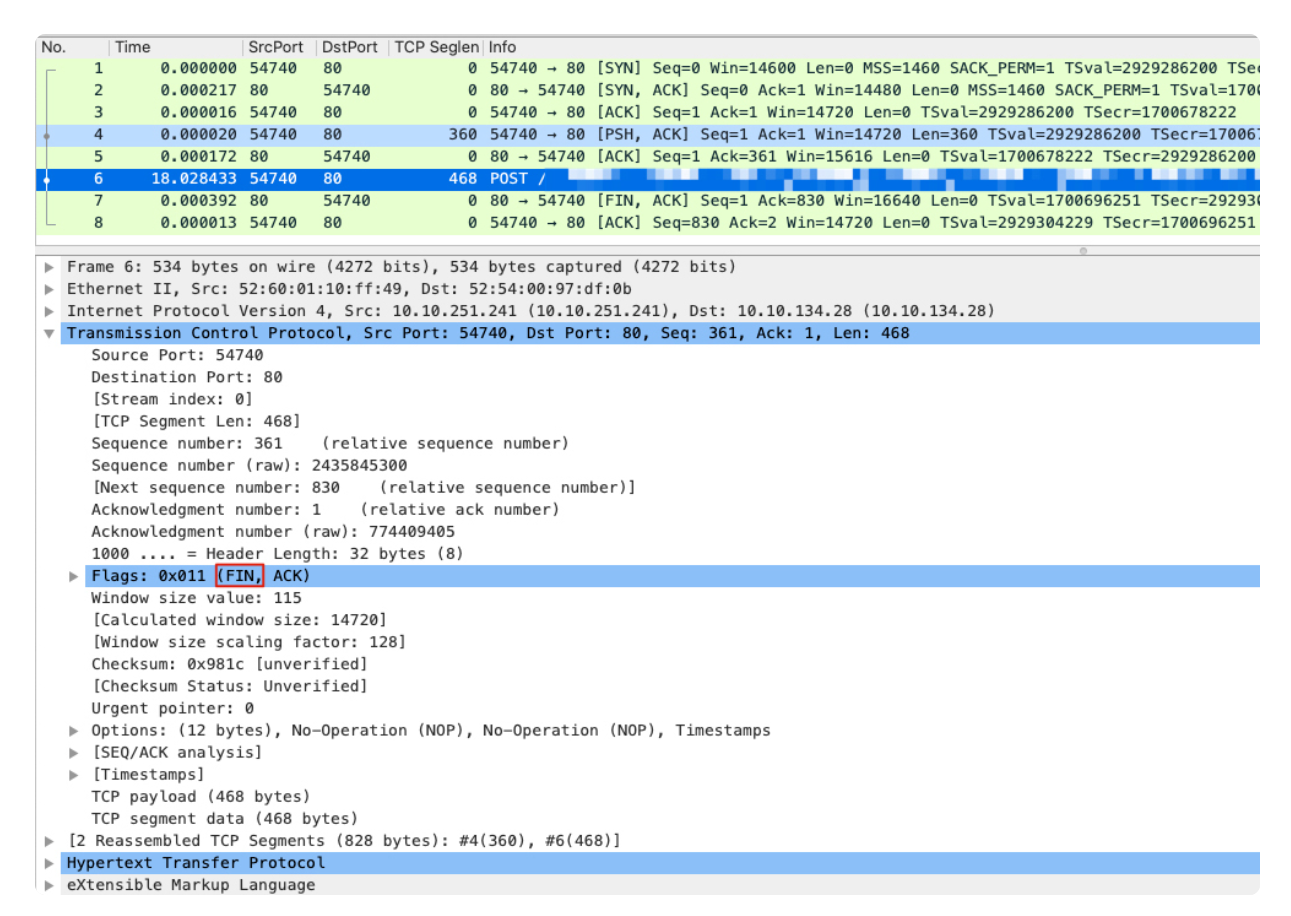 No. Time SrcPort DstPort TCP Seglen Info
1 0.000000 54740 80 0 54740 → 80 [SYN] Seq=0 Win=14600 Len=0 MSS=1460 SACK_PERM=1 TSval=2929286200
2 0.000217 80 54740 0 80 → 54740 [SYN, ACK] Seq=0 Ack=1 Win=14480 Len=0 MSS=1460 SACK_PERM=1
3 0.000016 54740 80 0 54740 → 80 [ACK] Seq=1 Ack=1 Win=14720 Len=0 TSval=2929286200 TSecr=1700678222
4 0.000020 54740 80 360 54740 → 80 [PSH, ACK] Seq=1 Ack=1 Win=14720 Len=360 TSval=2929286200
5 0.000172 80 54740 0 80 → 54740 [ACK] Seq=1 Ack=361 Win=15616 Len=0 TSval=1700678222 TSecr=2929286200
6 18.028433 54740 80 468 POST /
7 0.000392 80 54740 0 80 → 54740 [FIN, ACK] Seq=1 Ack=830 Win=16640 Len=0 TSval=1700696251
8 0.000013 54740 80 0 54740 → 80 [ACK] Seq=830 Ack=2 Win=14720 Len=0 TSval=2929304229 TSecr=1700696251
Frame 6: 534 bytes on wire (4272 bits), 534 bytes captured (4272 bits)
Ethernet II, Src: 52:60:01:10:ff:49, Dst: 52:54:00:97:df:0b
Internet Protocol Version 4, Src: 10.10.251.241 (10.10.251.241), Dst: 10.10.134.28 (10.10.134.28)
Transmission Control Protocol, Src Port: 54740, Dst Port: 80, Seq: 361, Ack: 1, Len: 468
Source Port: 54740
Destination Port: 80
[Stream index: 0]
[TCP Segment Len: 468]
Sequence number: 361 (relative sequence number)
Sequence number (raw): 2435845300
[Next sequence number: 830 (relative sequence number)]
Acknowledgment number: 1 (relative ack number)
Acknowledgment number (raw): 774409405
1000 .... = Header Length: 32 bytes (8)
Flags: 0x011 (FIN, ACK)
Window size value: 115
[Calculated window size: 14720]
[Window size scaling factor: 128]
Checksum: 0x981c [unverified]
[Checksum Status: Unverified]
Urgent pointer: 0
Options: (12 bytes), No-Operation (NOP), No-Operation (NOP), Timestamps
[SEQ/ACK analysis]
[Timestamps]
TCP payload (468 bytes)
TCP segment data (468 bytes)
[2 Reassembled TCP Segments (828 bytes): #4(360), #6(468)]
Hypertext Transfer Protocol
eXtensible Markup Language